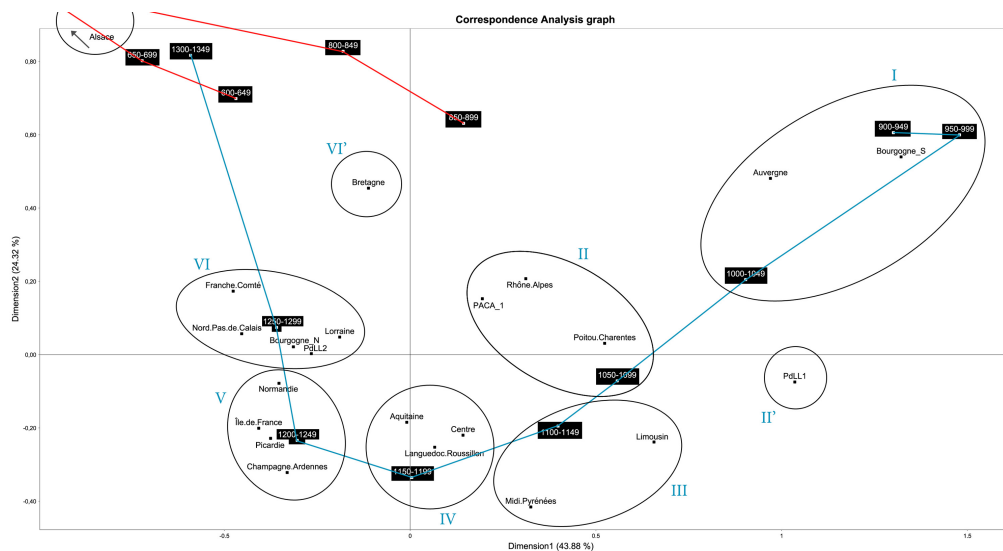 Correspondence Analysis graph
Alsace
1300-1349
800-849
650-699
600-649
850-899
I
900-949
950-999
Bourgogne_S
Auvergne
VI'
Bretagne
II
VI
Rhône.Alpes
1000-1049
Franche.Comté
PACA_1
1250-1299
Nord.Pas.de.Calais
Lorraine
Bourgogne_N
PdLL2
Poitou.Charentes
1050-1099
PdLL1
V
Normandie
II'
Île.de.France
Aquitaine
1100-1149
Picardie
1200-1249
Centre
Limousin
Languedoc.Roussillon
Champagne.Ardennes
1150-1199
III
Midi.Pyrénées
IV
0,80
0,60
0,40
0,20
0,00
-0,20
-0,40
Dimension2 (24.32 %)
-0.5
0
0.5
1
1.5
Dimension1 (43.88 %)